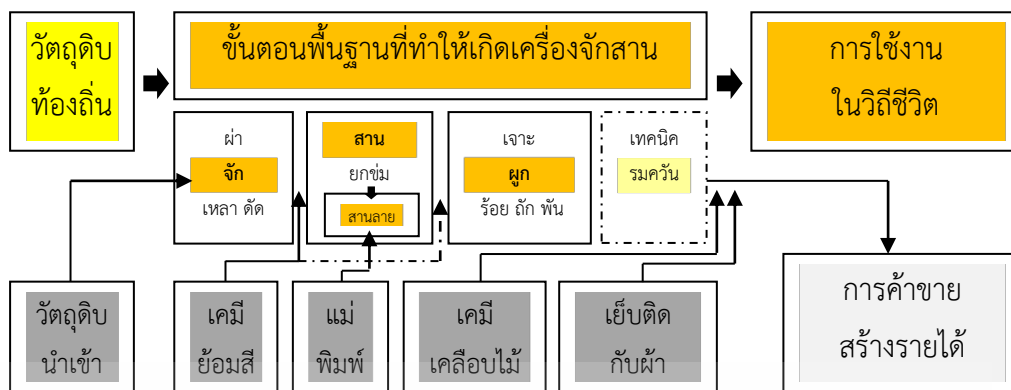 วัตถุดิบ
ท้องถิ่น
ขั้นตอนพื้นฐานที่ทำให้เกิดเครื่องจักสาน
การใช้งาน
ในวิถีชีวิต
ผ่า
จัก
เหลา ดัด
สาน
ยกข่ม
สานลาย
เจาะ
ผูก
ร้อย ถัก พัน
เทคนิค
รมควัน
วัตถุดิบ
นำเข้า
เคมี
ย้อมสี
แม่
พิมพ์
เคมี
เคลือบไม้
เย็บติด
กับผ้า
การค้าขาย
สร้างรายได้